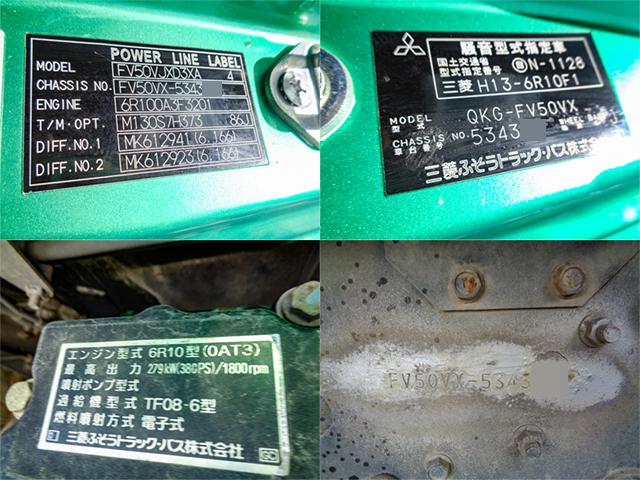 POWER LINE LABEL
MODEL FV50VJXD3XA 4
CHASSIS NO. FV50VX-5343
ENGINE 6R100A3F3201
T/M・OPT. M130S7H373 86J
DIFF.NO.1 MK612941(6.166)
DIFF.NO.2 MK612923(6.166)
騒音型式指定車
国土交通省
型式指定番号 N-1128
三菱 H13-6R10F1
MODEL 型式 QKG-FV50VX
CHASSIS NO. 車台番号 5343
WHEEL BASE
三菱ふそうトラック・バス株式会社
エンジン型式 6R10型(0AT3)
最高出力 279kW(380PS)/1800rpm
噴射ポンプ型式
過給機型式 TF08-6型
燃料噴射方式 電子式
三菱ふそうトラック・バス株式会社
GC
FV50VX-5343